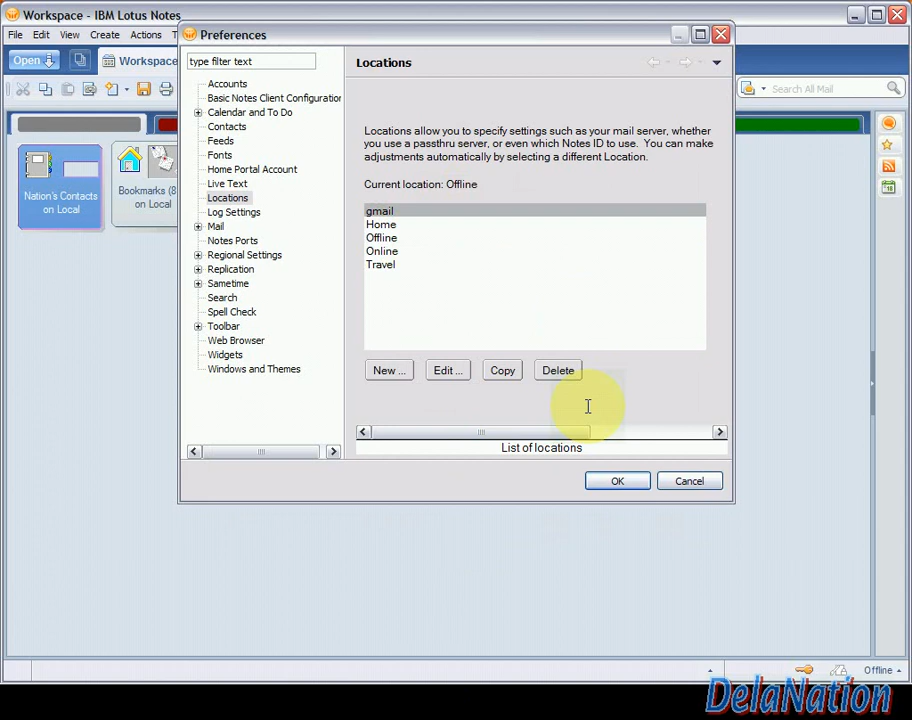 Workspace - IBM Lotus Notes
File Edit View Create Actions T
Open
Workspace
Search All Mail
Nation's Contacts
on Local
Bookmarks (8
on Local
Preferences
type filter text
Accounts
Basic Notes Client Configuration
Calendar and To Do
Contacts
Feeds
Fonts
Home Portal Account
Live Text
Locations
Log Settings
Mail
Notes Ports
Regional Settings
Replication
Sametime
Search
Spell Check
Toolbar
Web Browser
Widgets
Windows and Themes
Locations
Locations allow you to specify settings such as your mail server, whether
you use a passthru server, or even which Notes ID to use. You can make
adjustments automatically by selecting a different Location.
Current location: Offline
gmail
Home
Offline
Online
Travel
New ... Edit ... Copy Delete
List of locations
OK Cancel
Offline
DelaNation